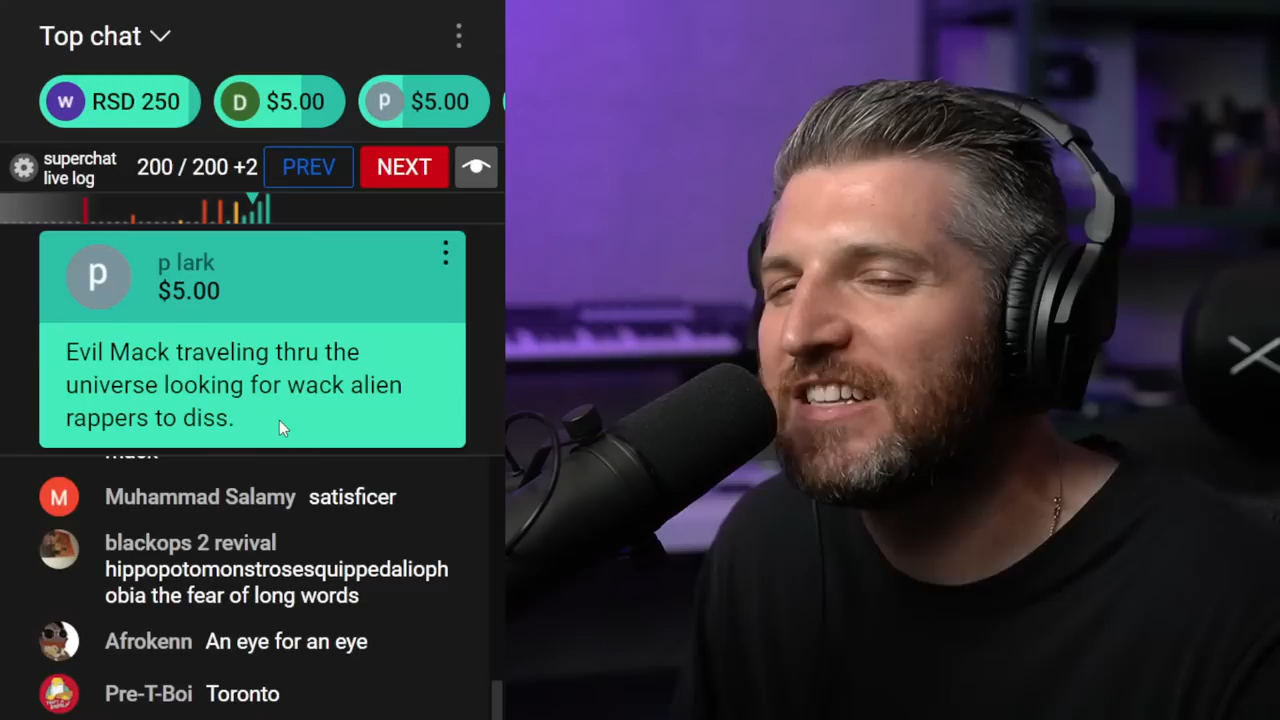 Top chat
W RSD 250 D $5.00 p $5.00
superchat
live log 200 / 200 +2 PREV NEXT
p p lark
$5.00
Evil Mack traveling thru the
universe looking for wack alien
rappers to diss.
M Muhammad Salamy satisficer
blackops 2 revival
hippopotomonstrosesquippedalioph
obia the fear of long words
Afrokenn An eye for an eye
Pre-T-Boi Toronto